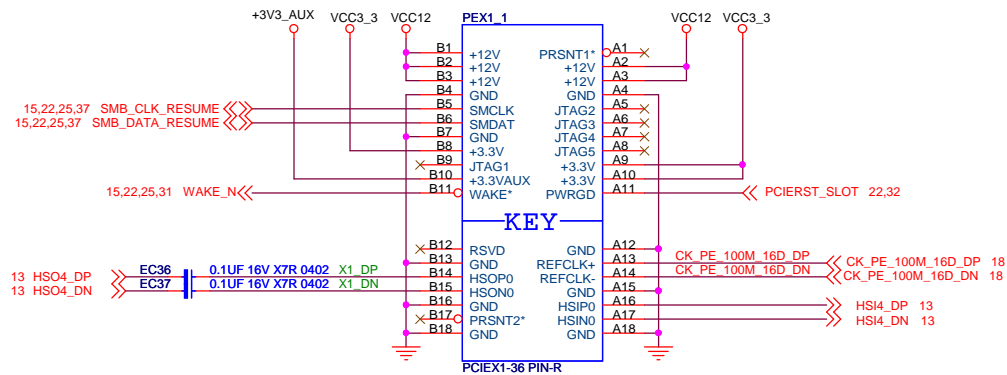 +3V3_AUX VCC3_3 VCC12 PEX1_1 VCC12 VCC3_3
B1 +12V PRSNT1* A1
B2 +12V +12V A2
B3 +12V +12V A3
B4 GND GND A4
15,22,25,37 SMB_CLK_RESUME B5 SMCLK JTAG2 A5
15,22,25,37 SMB_DATA_RESUME B6 SMDAT JTAG3 A6
B7 GND JTAG4 A7
B8 +3.3V JTAG5 A8
B9 JTAG1 +3.3V A9
B10 +3.3VAUX +3.3V A10
15,22,25,31 WAKE_N B11 WAKE* PWRGD A11 PCIERST_SLOT 22,32
KEY
B12 RSVD GND A12
B13 GND REFCLK+ A13 CK_PE_100M_16D_DP CK_PE_100M_16D_DP 18
13 HSO4_DP EC36 0.1UF 16V X7R 0402 X1_DP B14 HSOP0 REFCLK- A14 CK_PE_100M_16D_DN CK_PE_100M_16D_DN 18
13 HSO4_DN EC37 0.1UF 16V X7R 0402 X1_DN B15 HSON0 GND A15
B16 GND HSIP0 A16 HSI4_DP 13
B17 PRSNT2* HSIN0 A17 HSI4_DN 13
B18 GND GND A18
PCIEX1-36 PIN-R